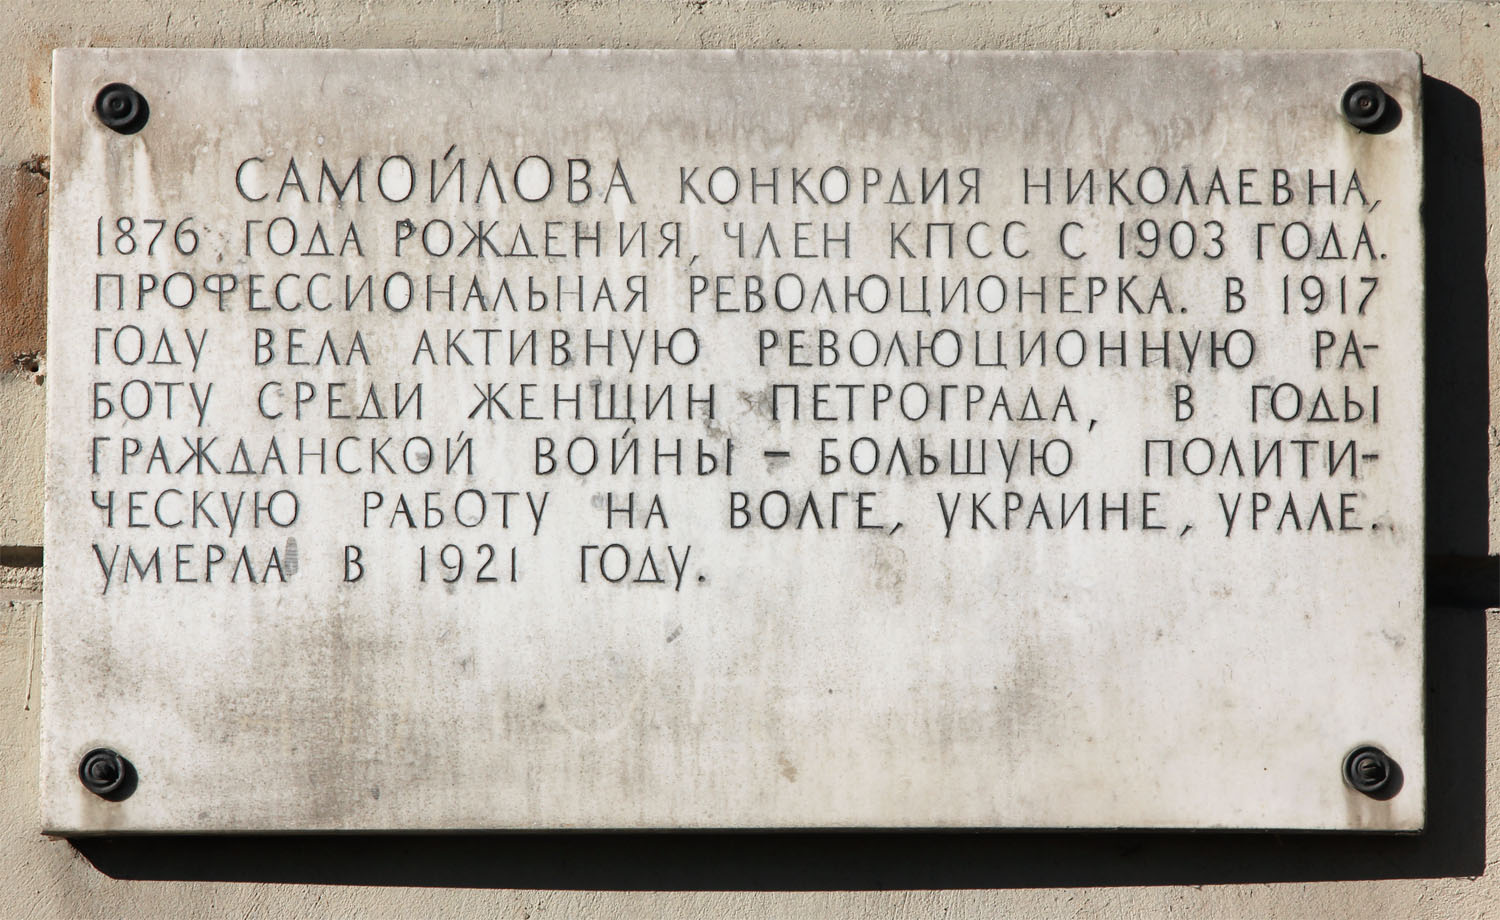 САМОЙЛОВА КОНКОРДИЯ НИКОЛАЕВНА,
1876 ГОДА РОЖДЕНИЯ, ЧЛЕН КПСС С 1903 ГОДА.
ПРОФЕССИОНАЛЬНАЯ РЕВОЛЮЦИОНЕРКА. В 1917
ГОДУ ВЕЛА АКТИВНУЮ РЕВОЛЮЦИОННУЮ РА-
БОТУ СРЕДИ ЖЕНЩИН ПЕТРОГРАДА, В ГОДЫ
ГРАЖДАНСКОЙ ВОЙНЫ – БОЛЬШУЮ ПОЛИТИ-
ЧЕСКУЮ РАБОТУ НА ВОЛГЕ, УКРАИНЕ, УРАЛЕ.
УМЕРЛА В 1921 ГОДУ.